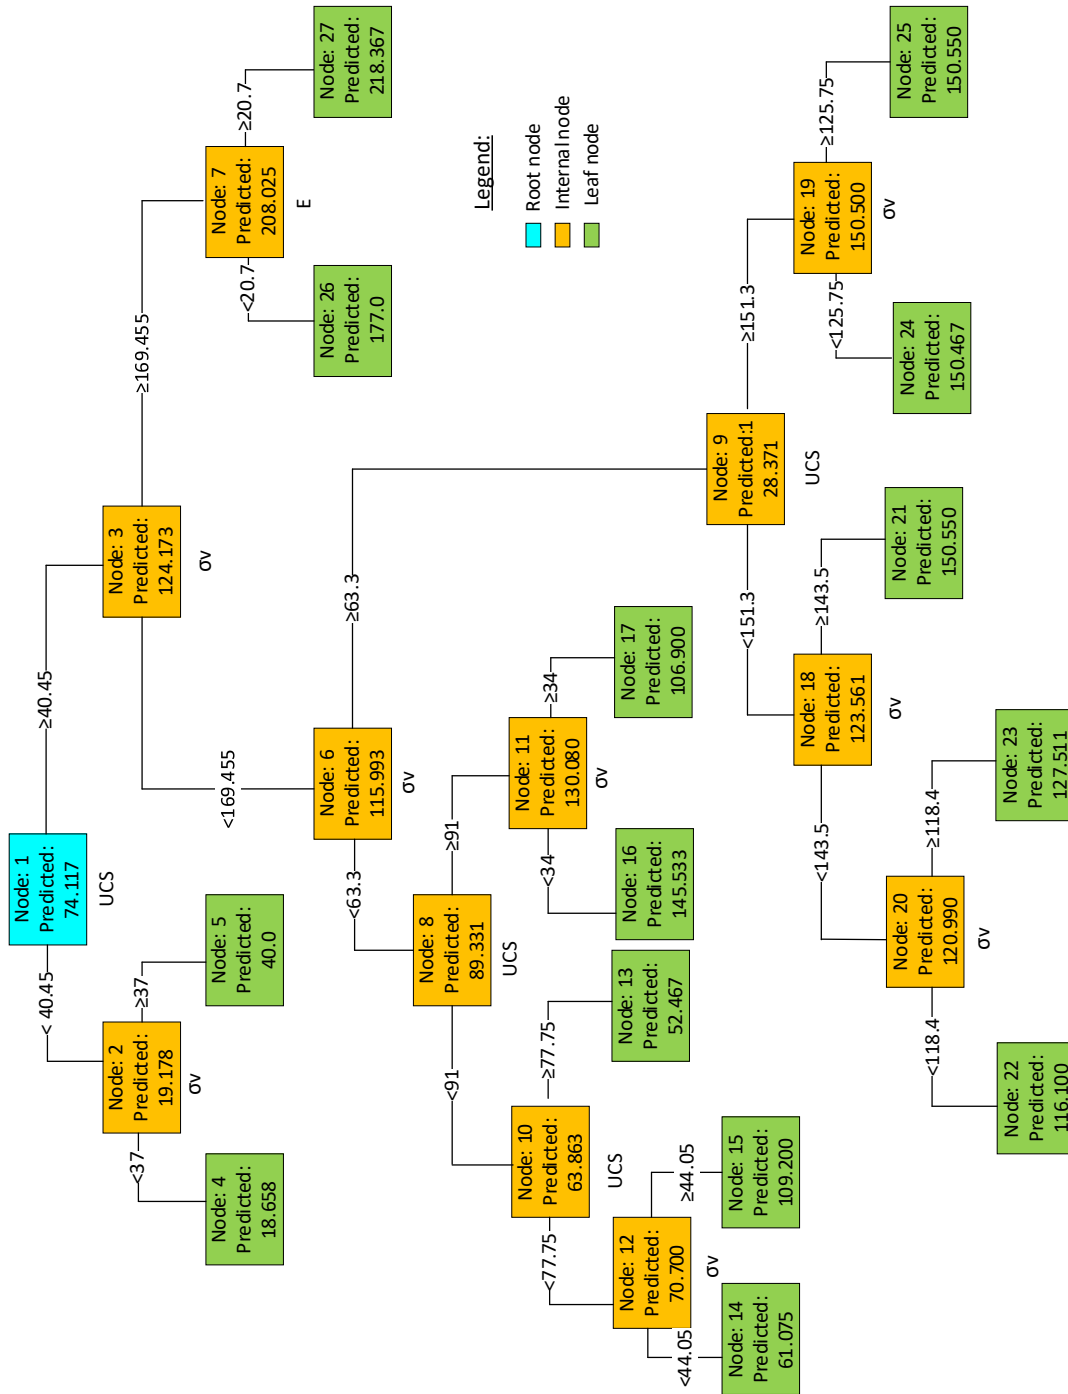 Node: 1
Predicted:
74.117
UCS
< 40.45
≥40.45
Node: 2
Predicted:
19.178
σv
<37
≥37
Node: 4
Predicted:
18.658
Node: 5
Predicted:
40.0
Node: 3
Predicted:
124.173
σv
<169.455
≥169.455
Node: 7
Predicted:
208.025
E
<20.7
≥20.7
Node: 26
Predicted:
177.0
Node: 27
Predicted:
218.367
Node: 6
Predicted:
115.993
σv
<63.3
≥63.3
Node: 8
Predicted:
89.331
UCS
<91
≥91
Node: 10
Predicted:
63.863
UCS
<77.75
≥77.75
Node: 12
Predicted:
70.700
σv
<44.05
≥44.05
Node: 14
Predicted:
61.075
Node: 15
Predicted:
109.200
Node: 13
Predicted:
52.467
Node: 11
Predicted:
130.080
σv
<34
≥34
Node: 16
Predicted:
145.533
Node: 17
Predicted:
106.900
Node: 9
Predicted:1
28.371
UCS
<151.3
≥151.3
Node: 18
Predicted:
123.561
σv
<143.5
≥143.5
Node: 20
Predicted:
120.990
σv
<118.4
≥118.4
Node: 22
Predicted:
116.100
Node: 23
Predicted:
127.511
Node: 21
Predicted:
150.550
Node: 19
Predicted:
150.500
σv
<125.75
≥125.75
Node: 24
Predicted:
150.467
Node: 25
Predicted:
150.550
Legend:
Root node
Internal node
Leaf node